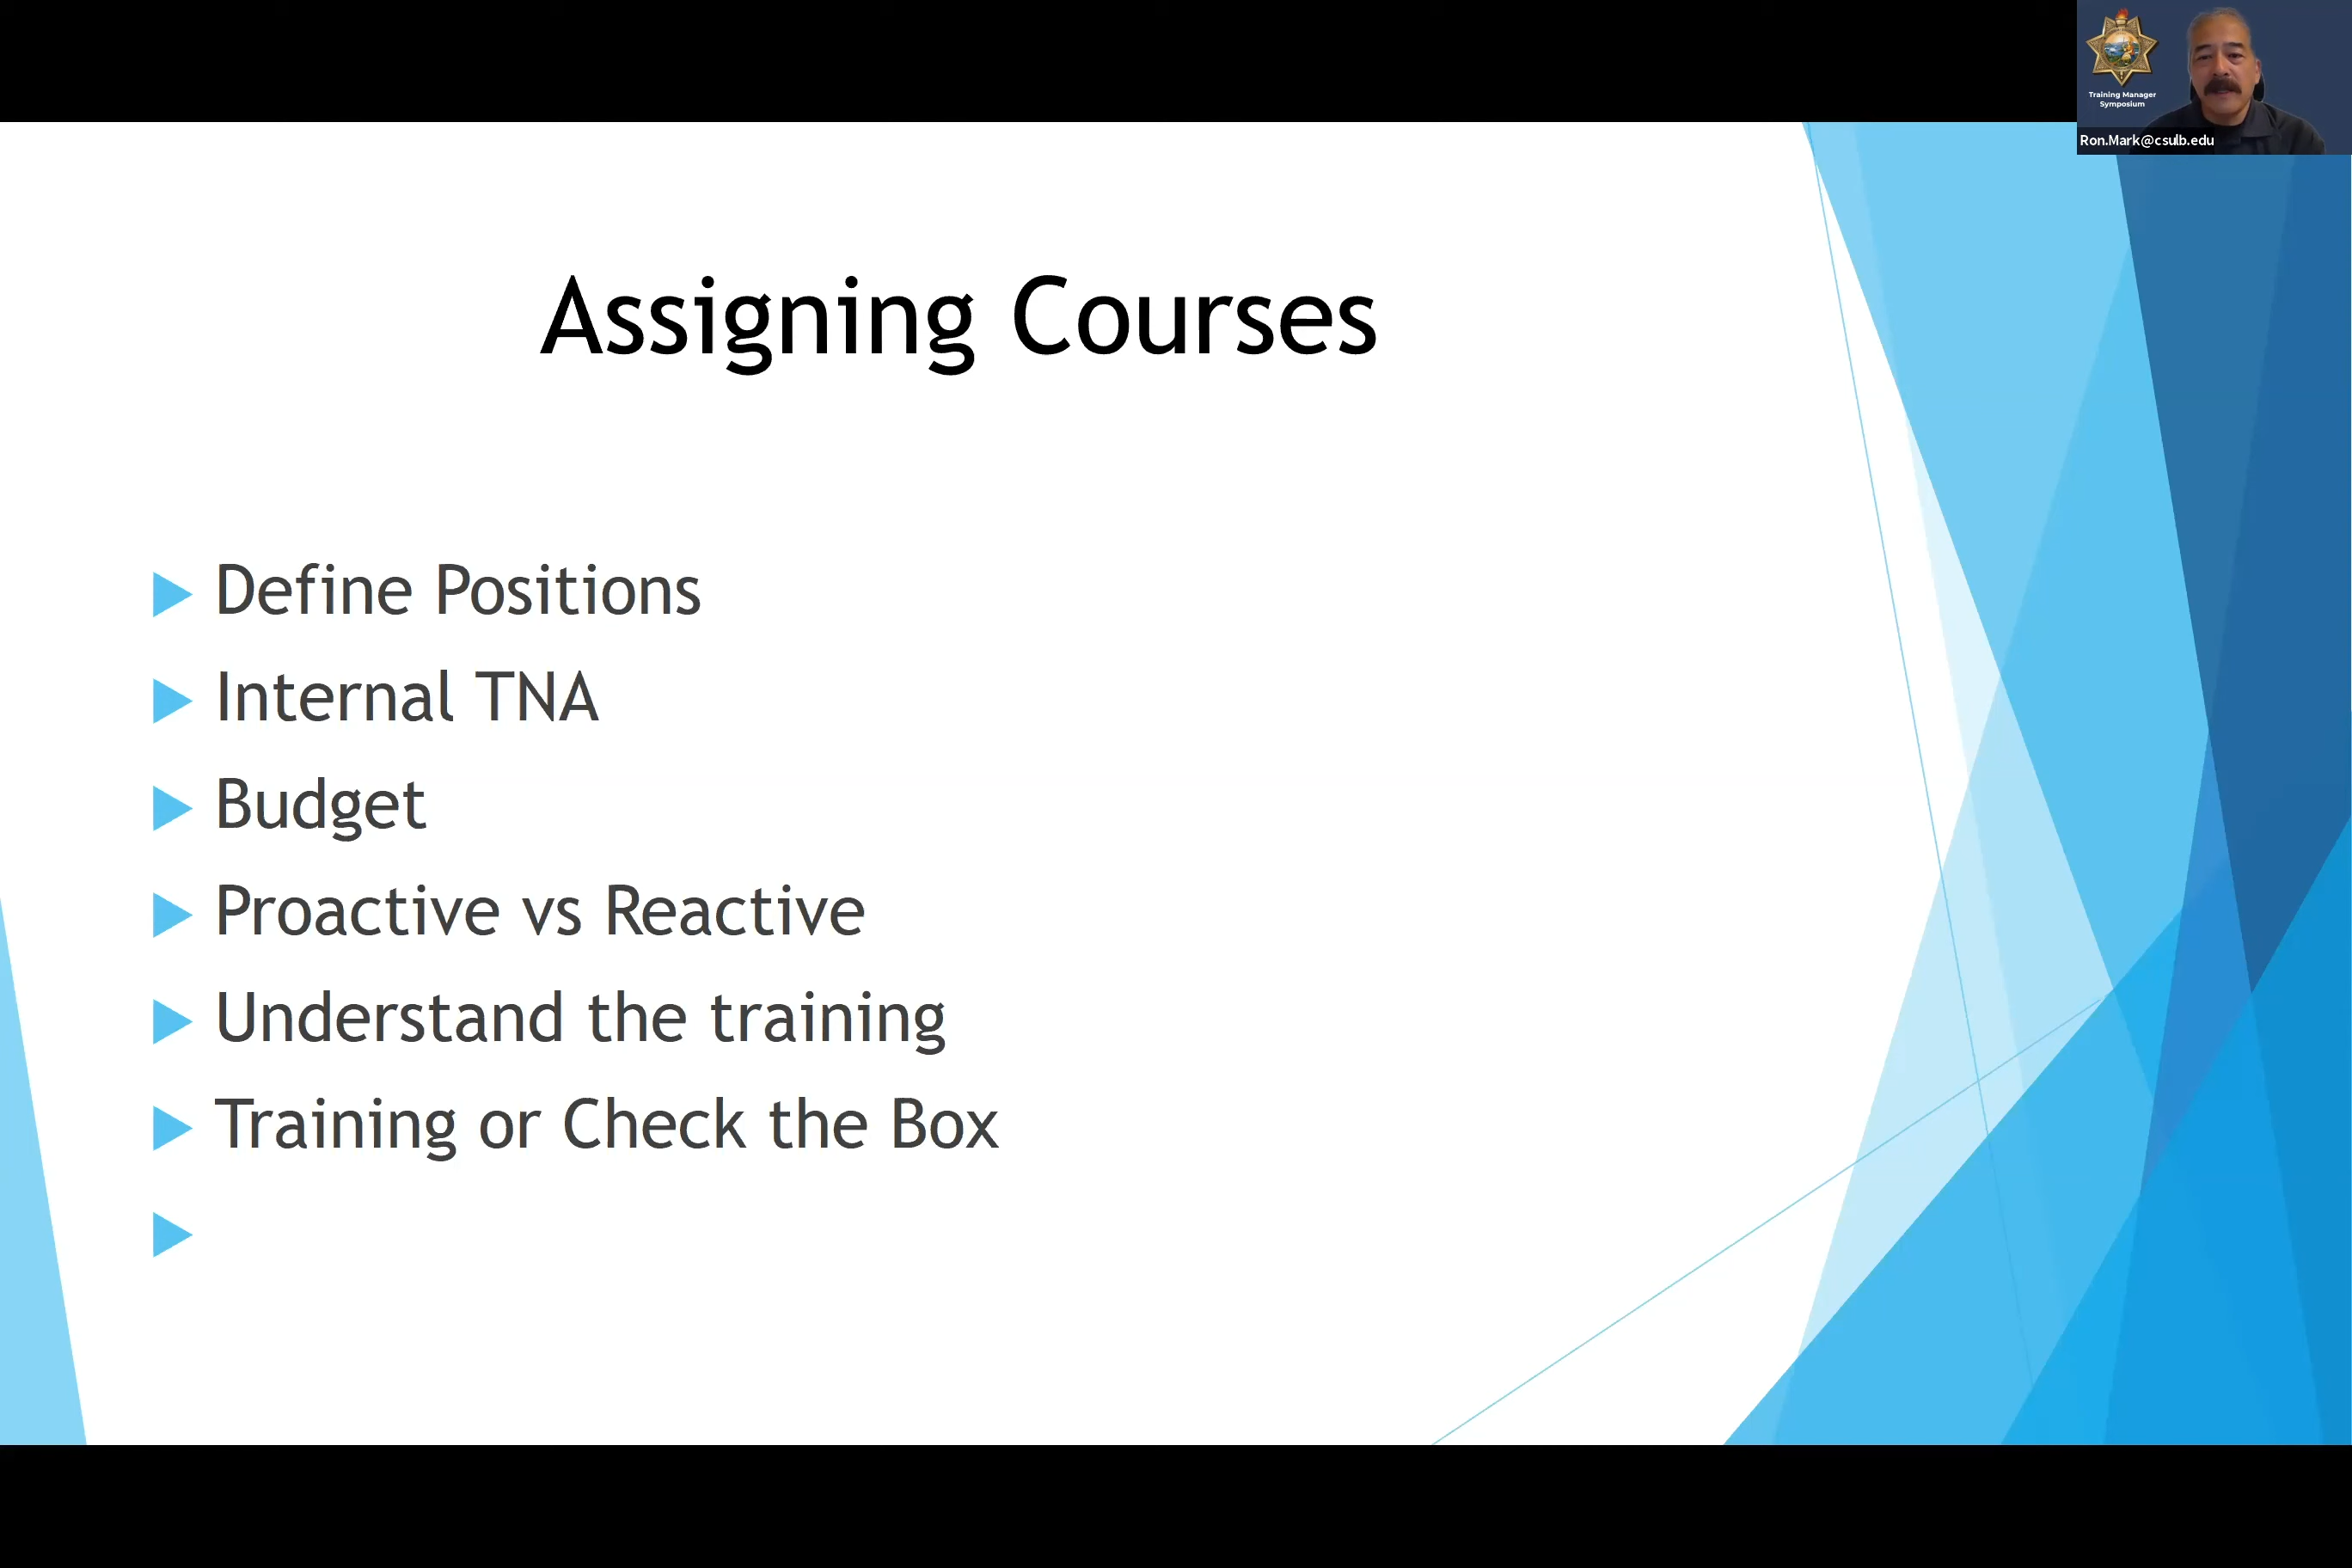 Training Manager
Symposium
Ron.Mark@csulb.edu
Assigning Courses
Define Positions
Internal TNA
Budget
Proactive vs Reactive
Understand the training
Training or Check the Box